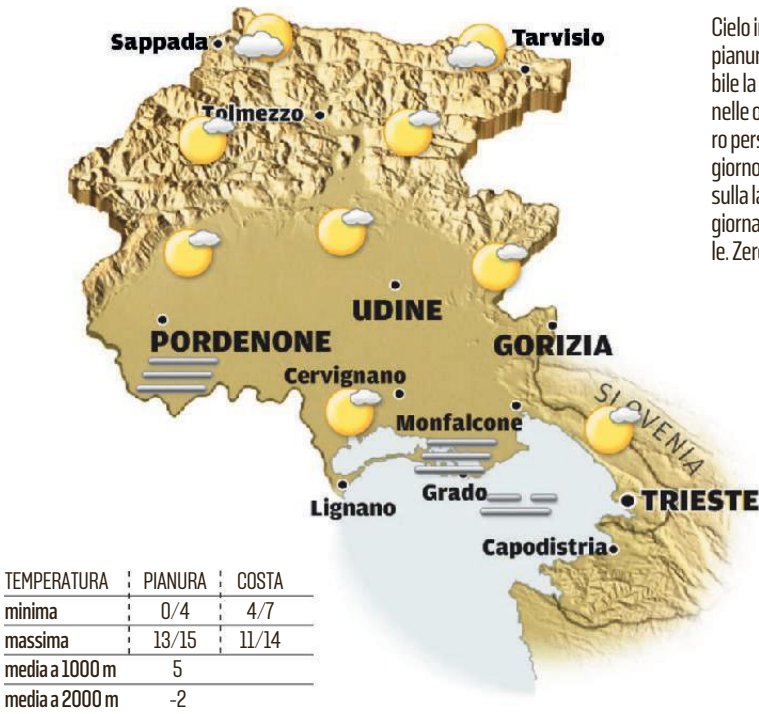 Sappada
Tarvisio
Tolmezzo
UDINE
PORDENONE
GORIZIA
Cervignano
Monfalcone
SLOVENIA
Lignano
Grado
TRIESTE
Capodistria
Cielo i
pianur
bile la
nelle o
ro pers
giorno
sulla la
giorna
le. Zer
TEMPERATURA PIANURA COSTA
minima 0/4 4/7
massima 13/15 11/14
media a 1000 m 5
media a 2000 m -2